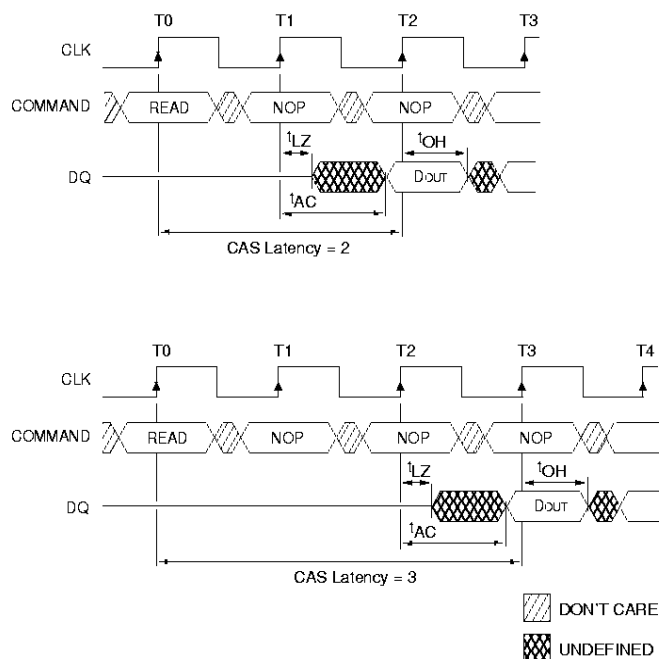 T0 T1 T2 T3
CLK
COMMAND READ NOP NOP
tLZ tOH
DQ DOUT
tAC
CAS Latency = 2
T0 T1 T2 T3 T4
CLK
COMMAND READ NOP NOP NOP
tLZ tOH
DQ DOUT
tAC
CAS Latency = 3
DON'T CARE
UNDEFINED